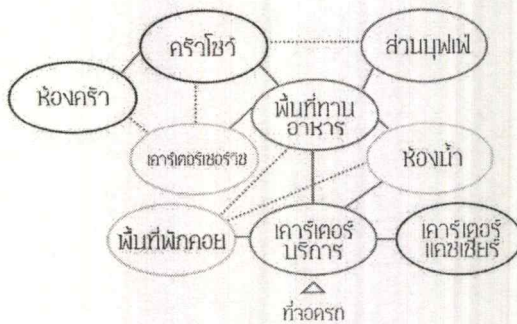 ครัวโชว์
ส่วนบุฟเฟ่
ห้องครัว
พื้นที่ทาน
อาหาร
เคาร์เตอร์เซอร์วิซ
ห้องน้ำ
พื้นที่พักคอย
เคาร์เตอร์
บริการ
เคาร์เตอร์
แคชเชียร์
ที่จอดรถ